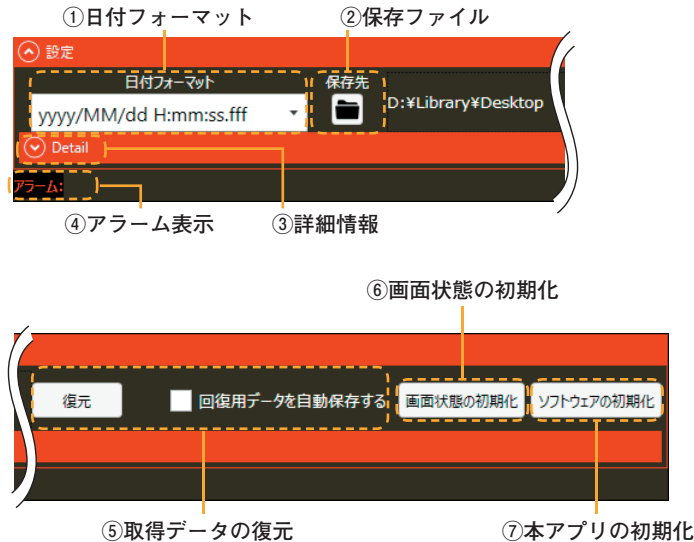 ①日付フォーマット
②保存ファイル
設定
日付フォーマット
保存先
yyyy/MM/dd H:mm:ss.fff
D:¥Library¥Desktop
Detail
アラーム:
④アラーム表示
③詳細情報
⑥画面状態の初期化
復元
回復用データを自動保存する
画面状態の初期化
ソフトウェアの初期化
⑤取得データの復元
⑦本アプリの初期化